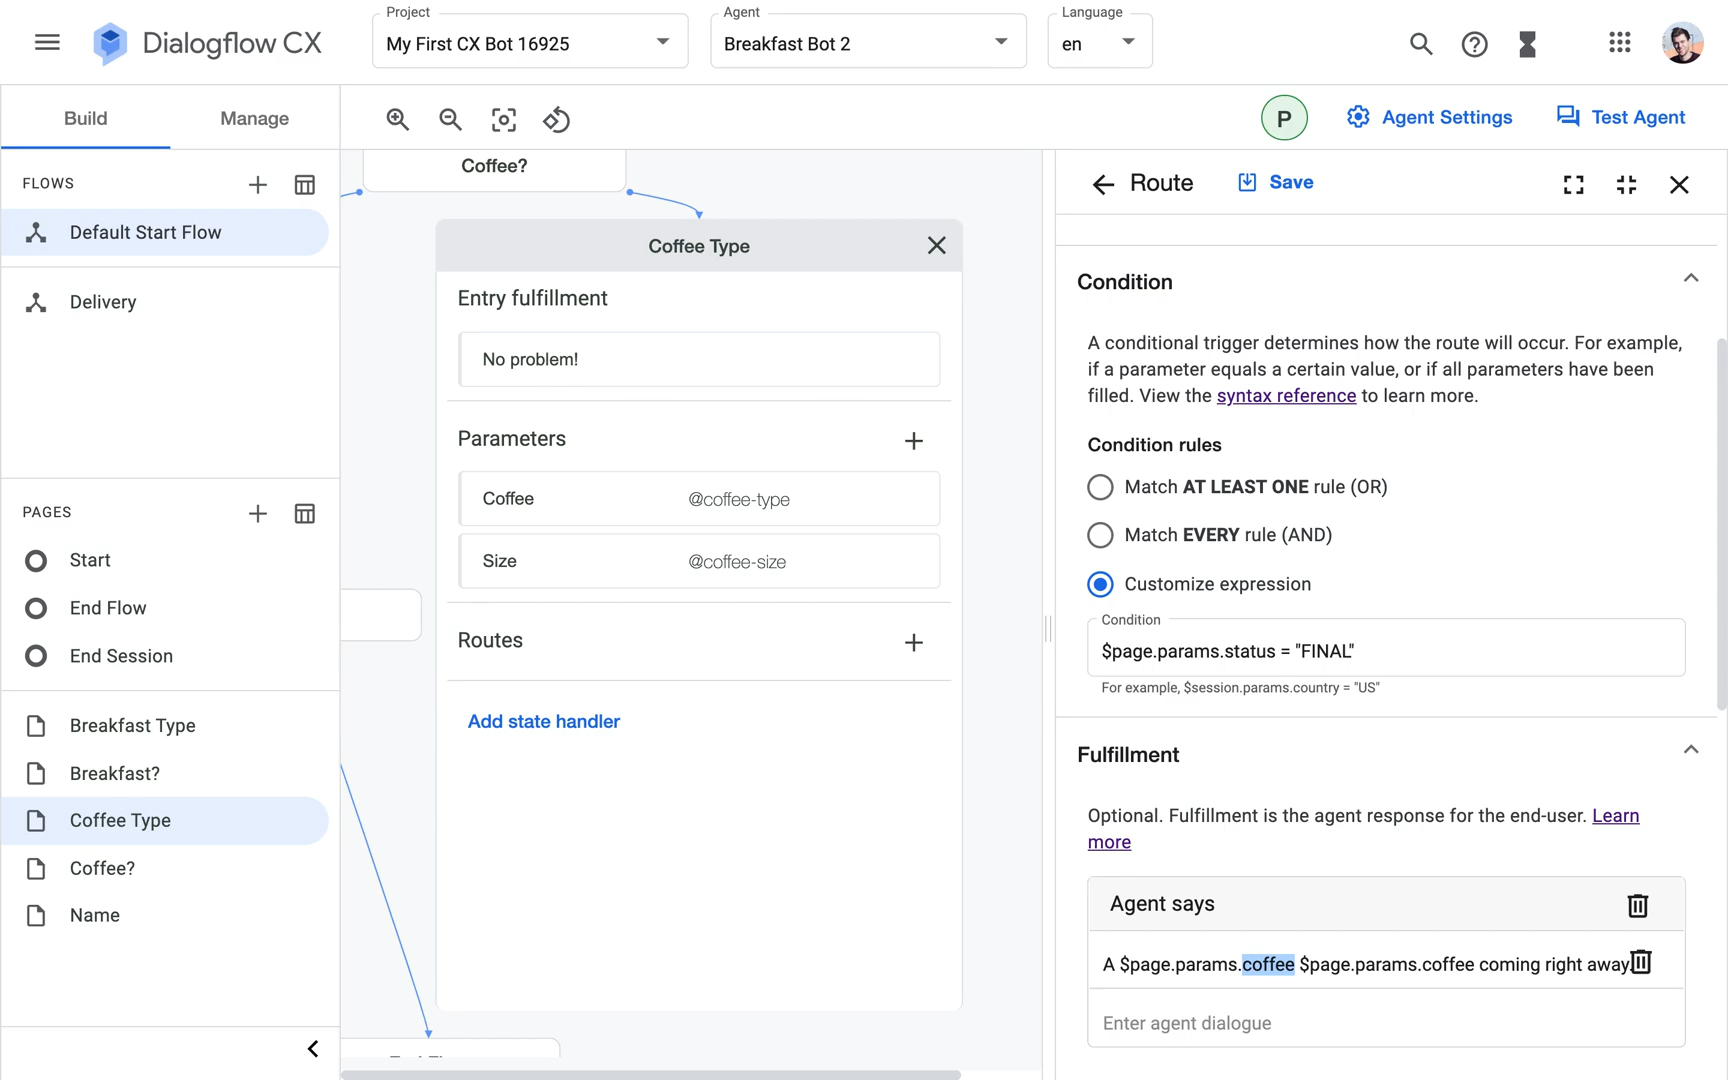 Project
Agent
Language
Dialogflow CX
My First CX Bot 16925
Breakfast Bot 2
en
Build
Manage
P
Agent Settings
Test Agent
FLOWS
Default Start Flow
Delivery
PAGES
Start
End Flow
End Session
Breakfast Type
Breakfast?
Coffee Type
Coffee?
Name
Coffee?
Coffee Type
Entry fulfillment
No problem!
Parameters
Coffee @coffee-type
Size @coffee-size
Routes
Add state handler
Route
Save
Condition
A conditional trigger determines how the route will occur. For example,
if a parameter equals a certain value, or if all parameters have been
filled. View the syntax reference to learn more.
Condition rules
Match AT LEAST ONE rule (OR)
Match EVERY rule (AND)
Customize expression
Condition
$page.params.status = "FINAL"
For example, $session.params.country = "US"
Fulfillment
Optional. Fulfillment is the agent response for the end-user. Learn
more
Agent says
A $page.params.coffee $page.params.coffee coming right away.
Enter agent dialogue